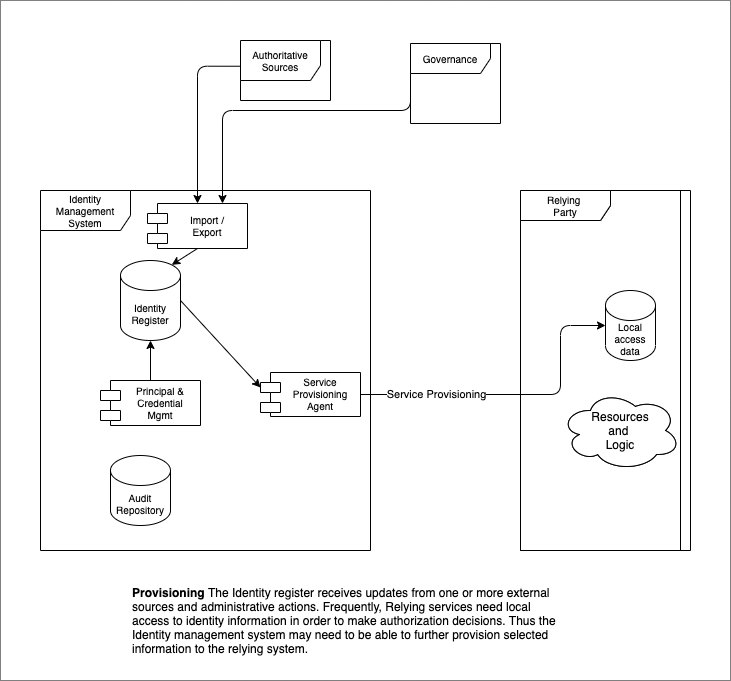 Authoritative
Sources
Governance
Identity
Management
System
Import /
Export
Relying
Party
Identity
Register
Local
access
data
Principal &
Credential
Mgmt
Service
Provisioning
Agent
Service Provisioning
Resources
and
Logic
Audit
Repository
Provisioning The Identity register receives updates from one or more external
sources and administrative actions. Frequently, Relying services need local
access to identity information in order to make authorization decisions. Thus the
Identity management system may need to be able to further provision selected
information to the relying system.